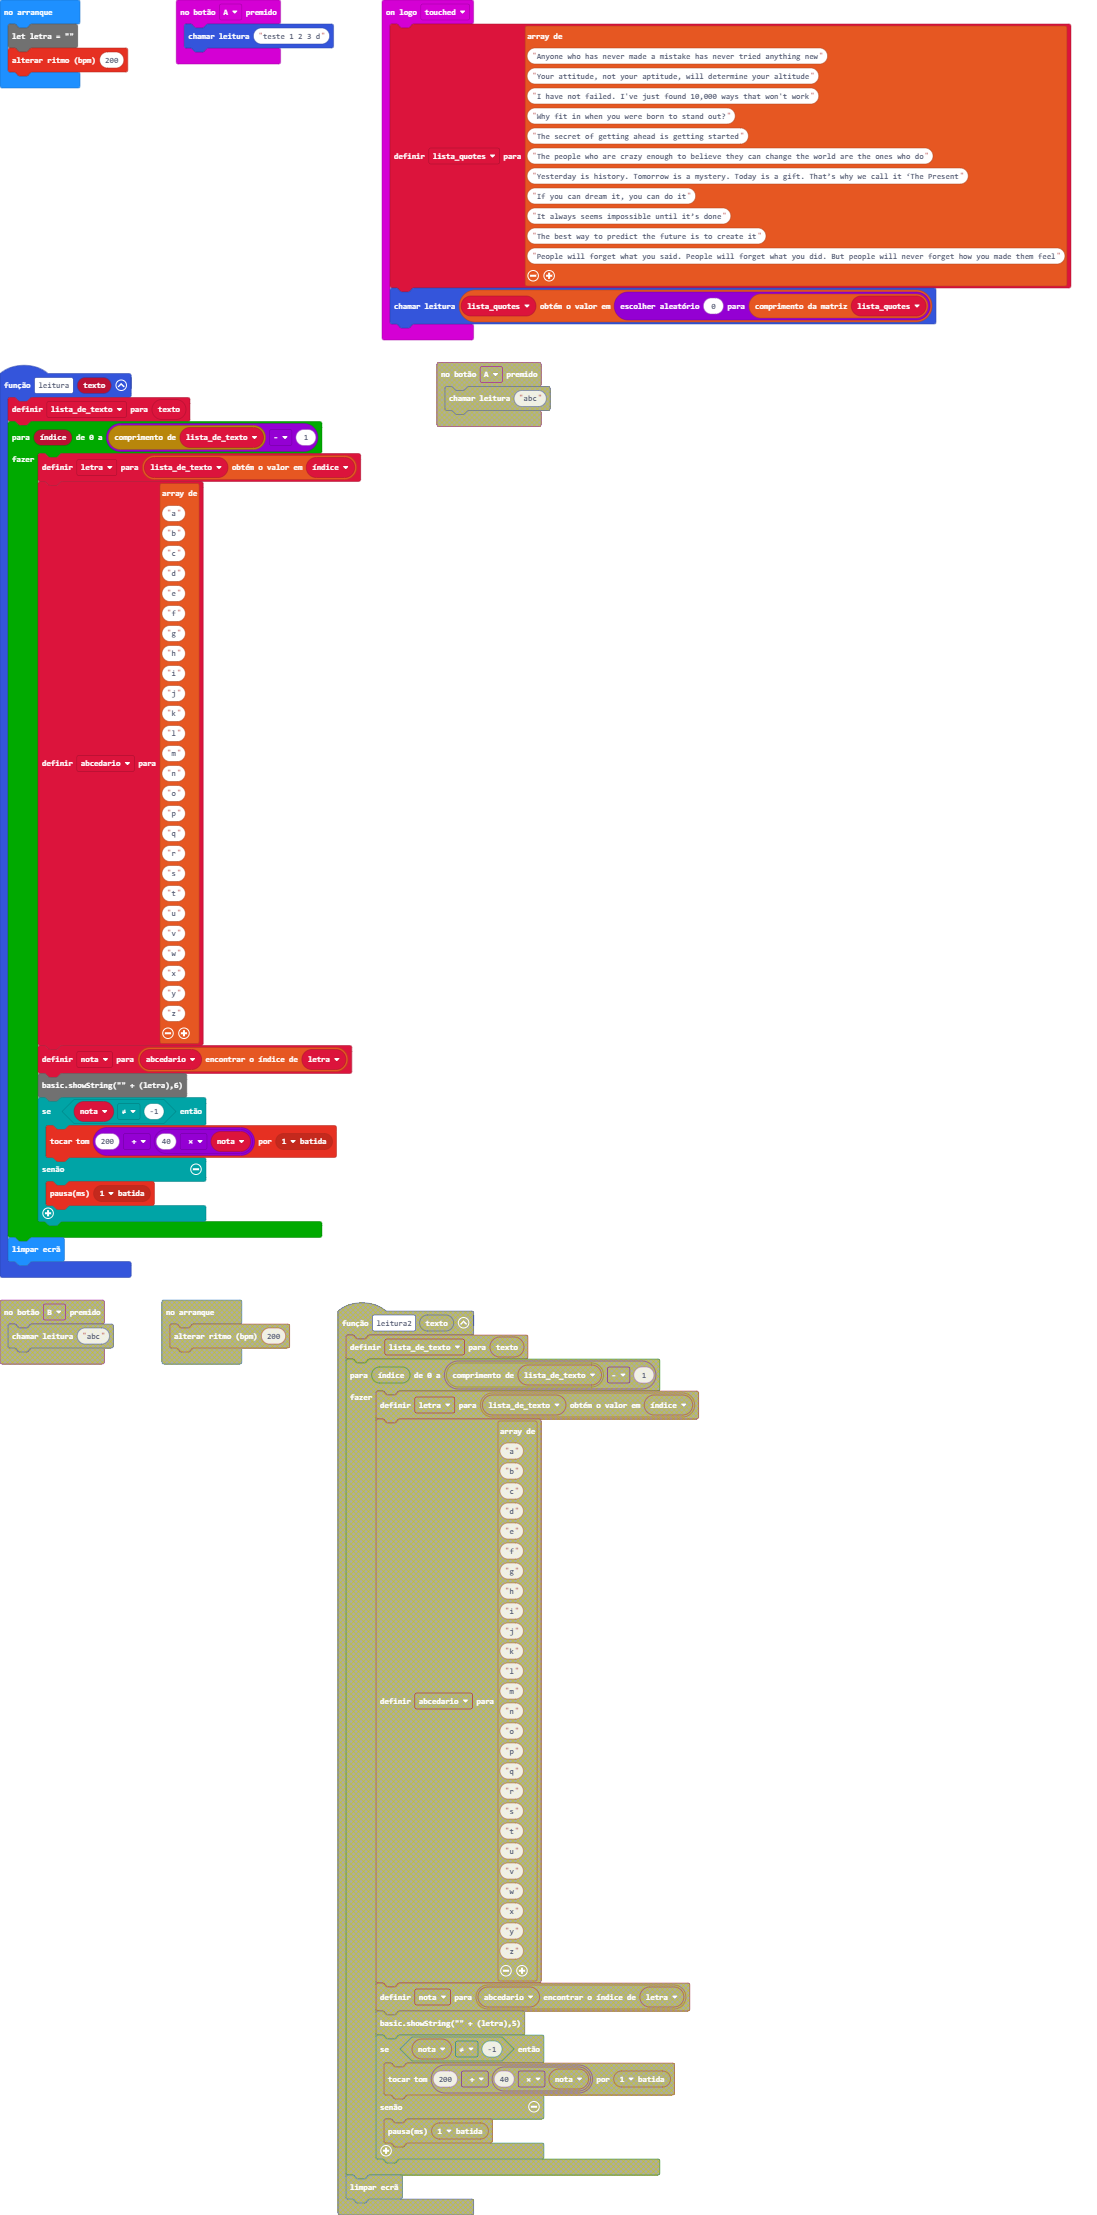 no arranque
let letra = ""
alterar ritmo (bpm) 200
no botão A premido
chamar leitura "teste 1 2 3 d"
on logo touched
array de
"Anyone who has never made a mistake has never tried anything new"
"Your attitude, not your aptitude, will determine your altitude"
"I have not failed. I've just found 10,000 ways that won't work"
"Why fit in when you were born to stand out?"
"The secret of getting ahead is getting started"
definir lista_quotes para
"The people who are crazy enough to believe they can change the world are the ones who do"
"Yesterday is history. Tomorrow is a mystery. Today is a gift. That’s why we call it ‘The Present"
"If you can dream it, you can do it"
"It always seems impossible until it’s done"
"The best way to predict the future is to create it"
"People will forget what you said. People will forget what you did. But people will never forget how you made them feel"
chamar leitura lista_quotes obtém o valor em escolher aleatório 0 para comprimento da matriz lista_quotes
função leitura texto
definir lista_de_texto para texto
para índice de 0 a comprimento de lista_de_texto - 1
fazer
definir letra para lista_de_texto obtém o valor em índice
array de
"a"
"b"
"c"
"d"
"e"
"f"
"g"
"h"
"i"
"j"
"k"
"l"
"m"
definir abcedario para
"n"
"o"
"p"
"q"
"r"
"s"
"t"
"u"
"v"
"w"
"x"
"y"
"z"
definir nota para abcedario encontrar o índice de letra
basic.showString("" + (letra),6)
se nota ≠ -1 então
tocar tom 200 + 40 × nota por 1 batida
senão
pausa(ms) 1 batida
limpar ecrã
no botão A premido
chamar leitura "abc"
no botão B premido
chamar leitura "abc"
no arranque
alterar ritmo (bpm) 200
função leitura2 texto
definir lista_de_texto para texto
para índice de 0 a comprimento de lista_de_texto - 1
fazer
definir letra para lista_de_texto obtém o valor em índice
array de
"a"
"b"
"c"
"d"
"e"
"f"
"g"
"h"
"i"
"j"
"k"
"l"
"m"
definir abcedario para
"n"
"o"
"p"
"q"
"r"
"s"
"t"
"u"
"v"
"w"
"x"
"y"
"z"
definir nota para abcedario encontrar o índice de letra
basic.showString("" + (letra),5)
se nota ≠ -1 então
tocar tom 200 + 40 × nota por 1 batida
senão
pausa(ms) 1 batida
limpar ecrã